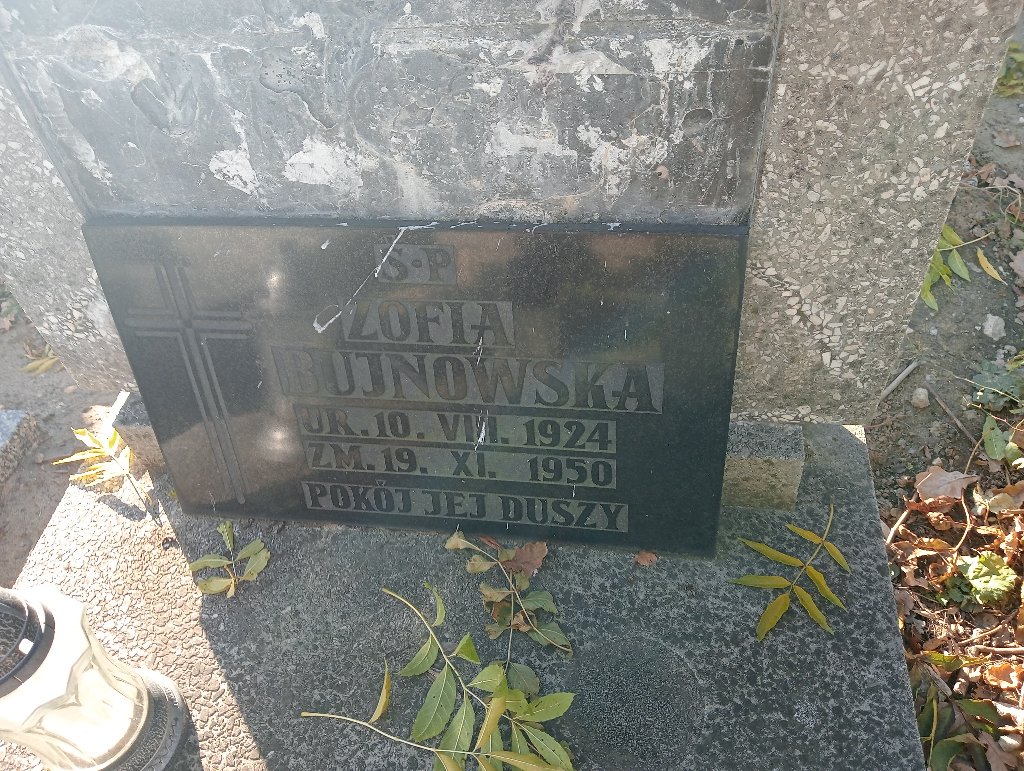 S·P
ZOFIA
BUJNOWSKA
UR. 10. VIII. 1924
ZM. 19. XI. 1950
POKÓJ JEJ DUSZY